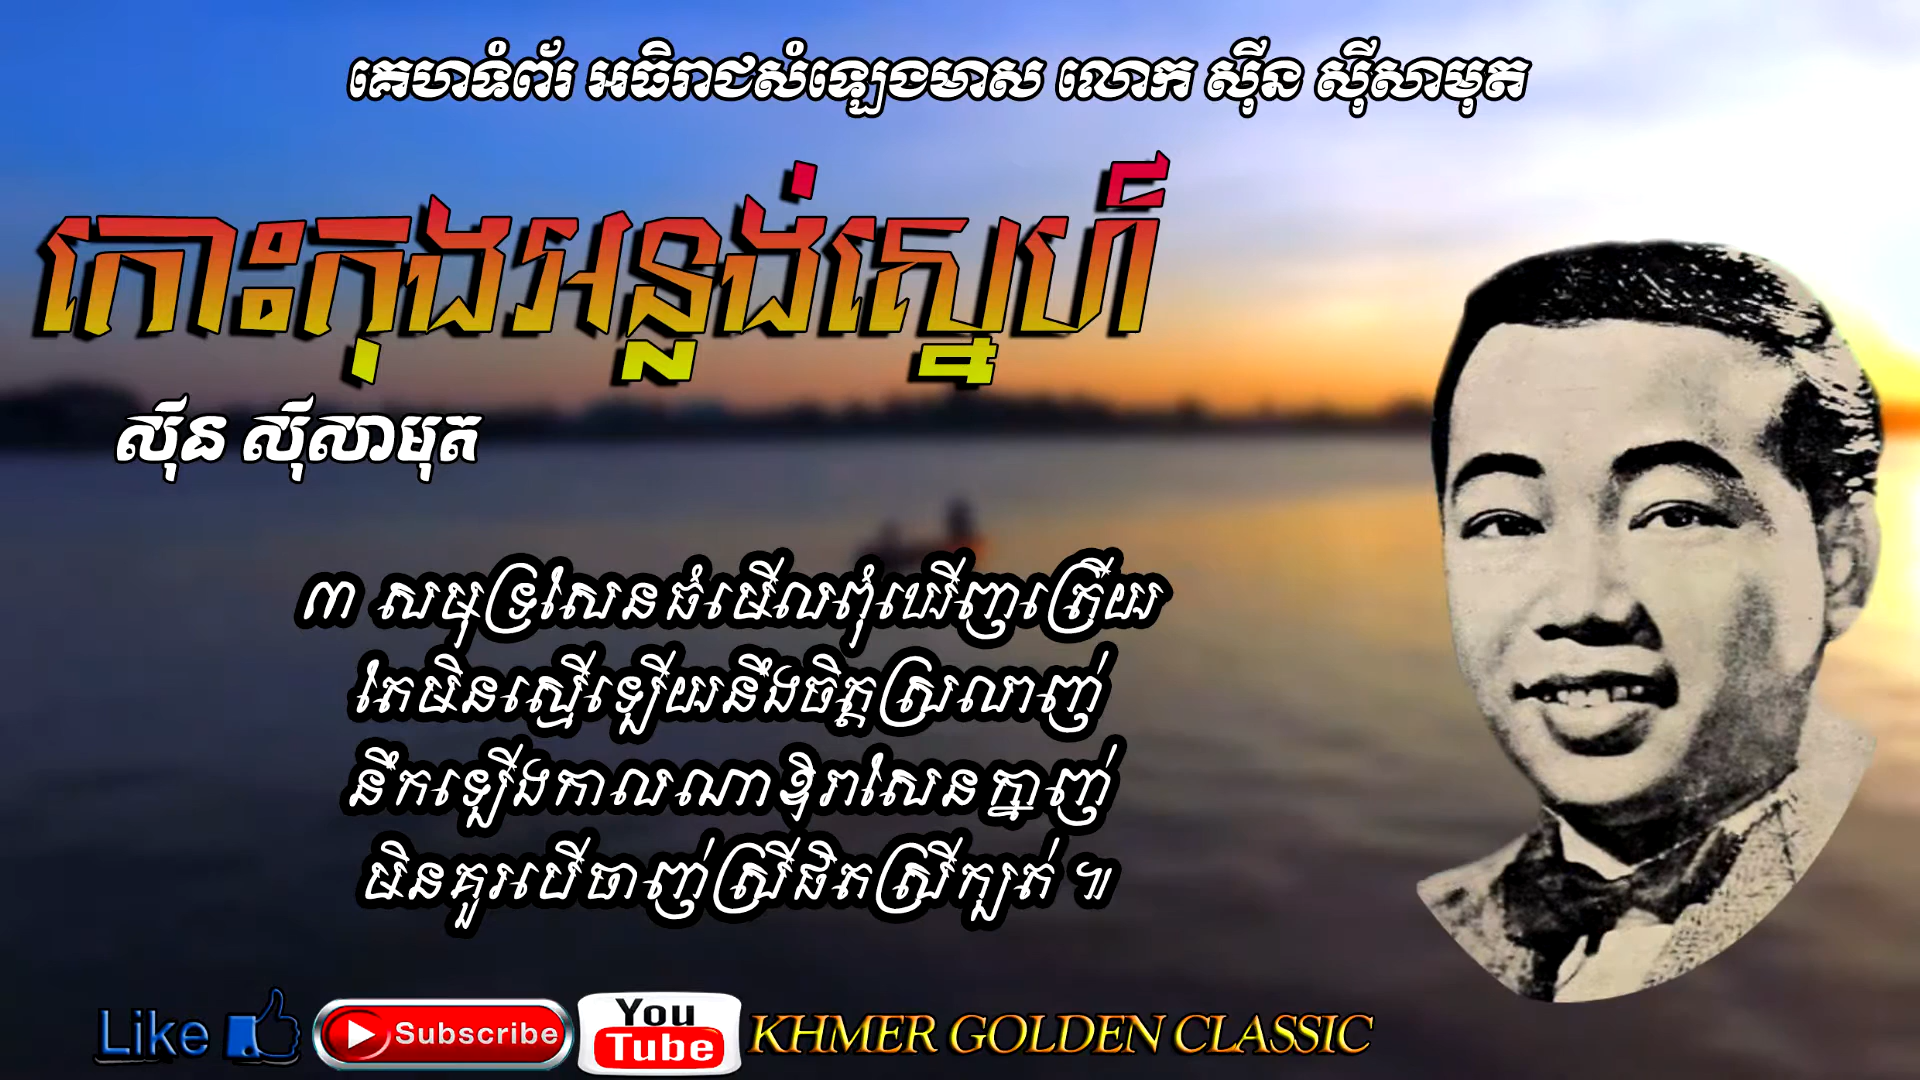 គេហទំព័រ អធិរាជសំឡេងមាស លោក ស៊ីន ស៊ីសាមុត
កោះកុងអន្លង់ស្នេហ៍
ស៊ីន ស៊ីសាមុត
៣ សមុទ្រសែនធំមើលពុំឃើញត្រើយ
តែមិនស្មើឡើយនឹងចិត្តស្រលាញ់
នឹកឡើងកាលណាឱរាសែនក្នាញ់
មិនគួរបើចាញ់ស្រីផិតស្រីក្បត់ ៕
Like
Subscribe
You
Tube
KHMER GOLDEN CLASSIC